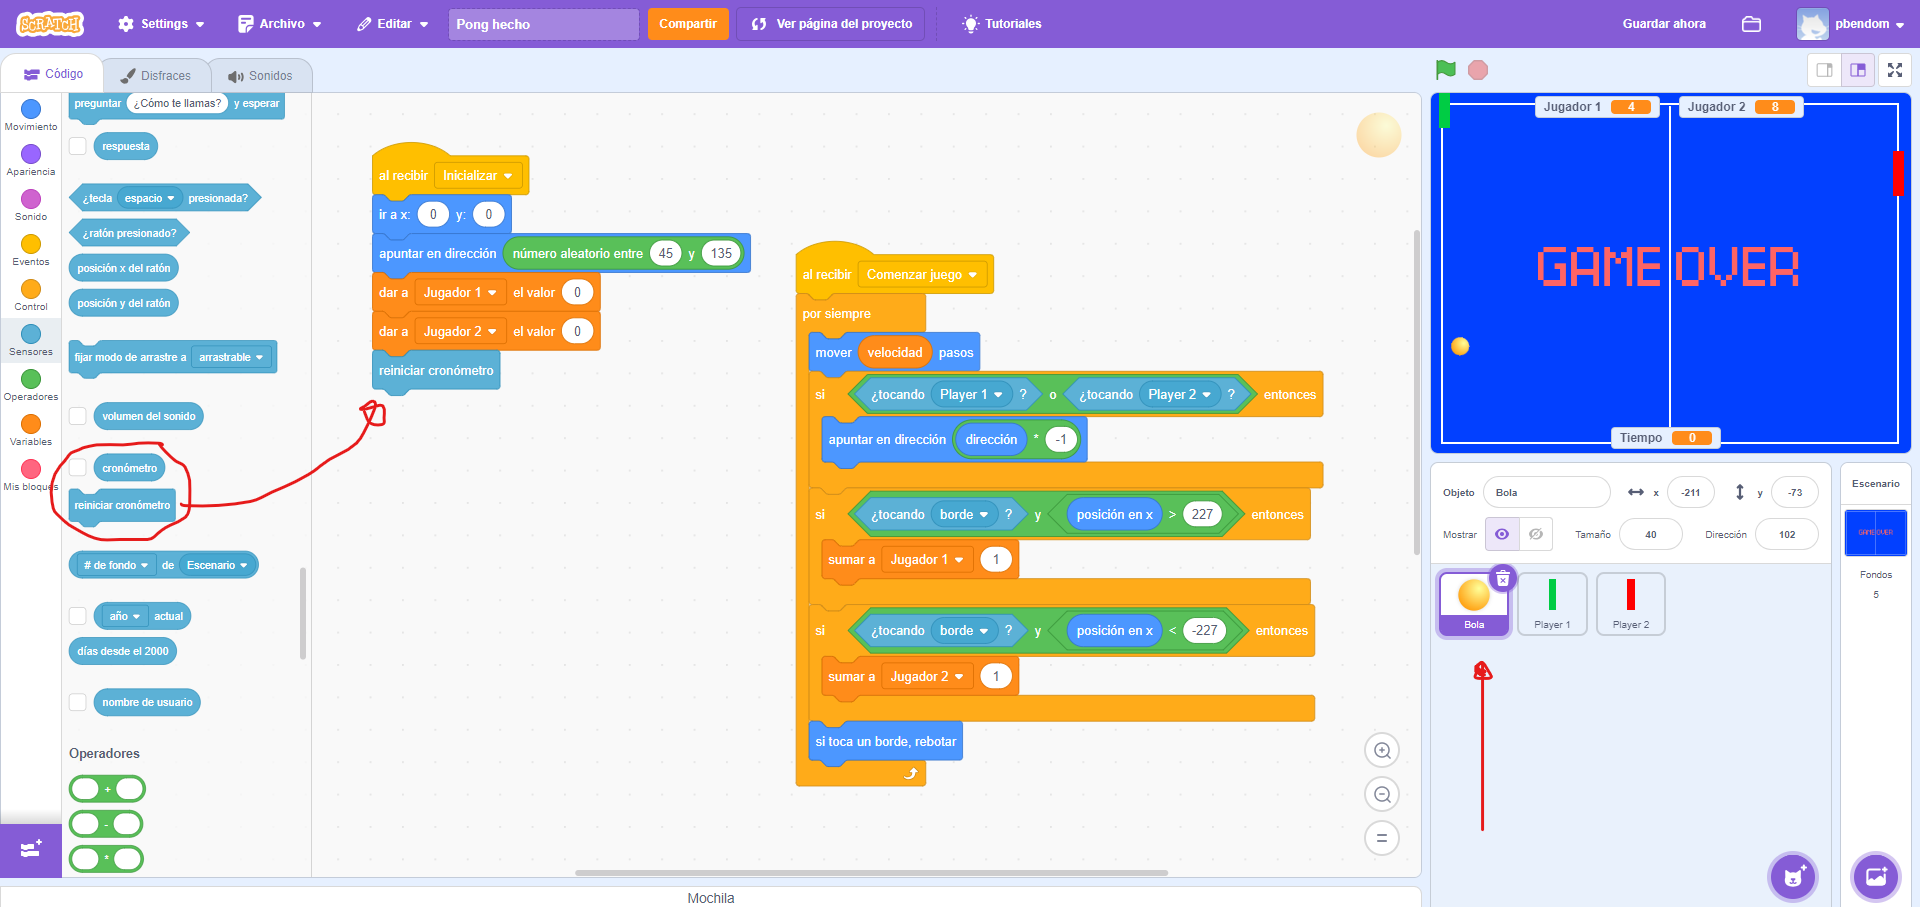 SCRATCH Settings Archivo Editar Pong hecho Compartir Ver página del proyecto Tutoriales Guardar ahora pbendom
Código Disfraces Sonidos
Movimiento
Apariencia
Sonido
Eventos
Control
Sensores
Operadores
Variables
Mis bloques
preguntar ¿Cómo te llamas? y esperar
respuesta
¿tecla espacio presionada?
¿ratón presionado?
posición x del ratón
posición y del ratón
fijar modo de arrastre a arrastrable
volumen del sonido
cronómetro
reiniciar cronómetro
# de fondo de Escenario
año actual
días desde el 2000
nombre de usuario
Operadores
+
-
*
al recibir Inicializar
ir a x: 0 y: 0
apuntar en dirección número aleatorio entre 45 y 135
dar a Jugador 1 el valor 0
dar a Jugador 2 el valor 0
reiniciar cronómetro
al recibir Comenzar juego
por siempre
mover velocidad pasos
si ¿tocando Player 1 ? o ¿tocando Player 2 ? entonces
apuntar en dirección dirección * -1
si ¿tocando borde ? y posición en x > 227 entonces
sumar a Jugador 1 1
si ¿tocando borde ? y posición en x < -227 entonces
sumar a Jugador 2 1
si toca un borde, rebotar
Mochila
Jugador 1 4 Jugador 2 8
GAME OVER
Tiempo 0
Objeto Bola x -211 y -73
Mostrar Tamaño 40 Dirección 102
Bola Player 1 Player 2
Escenario
GAME OVER
Fondos
5